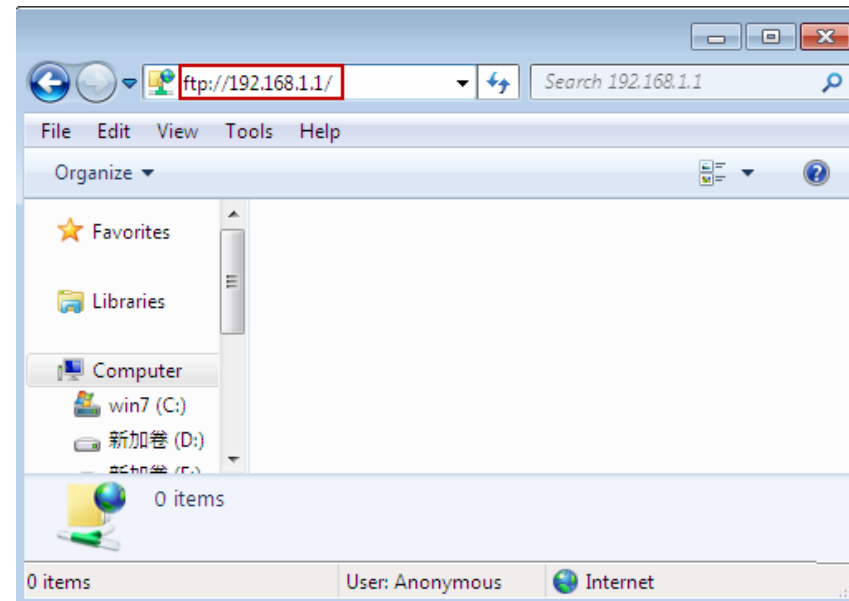 ftp://192.168.1.1/
Search 192.168.1.1
File Edit View Tools Help
Organize
Favorites
Libraries
Computer
win7 (C:)
新加卷 (D:)
0 items
0 items User: Anonymous Internet